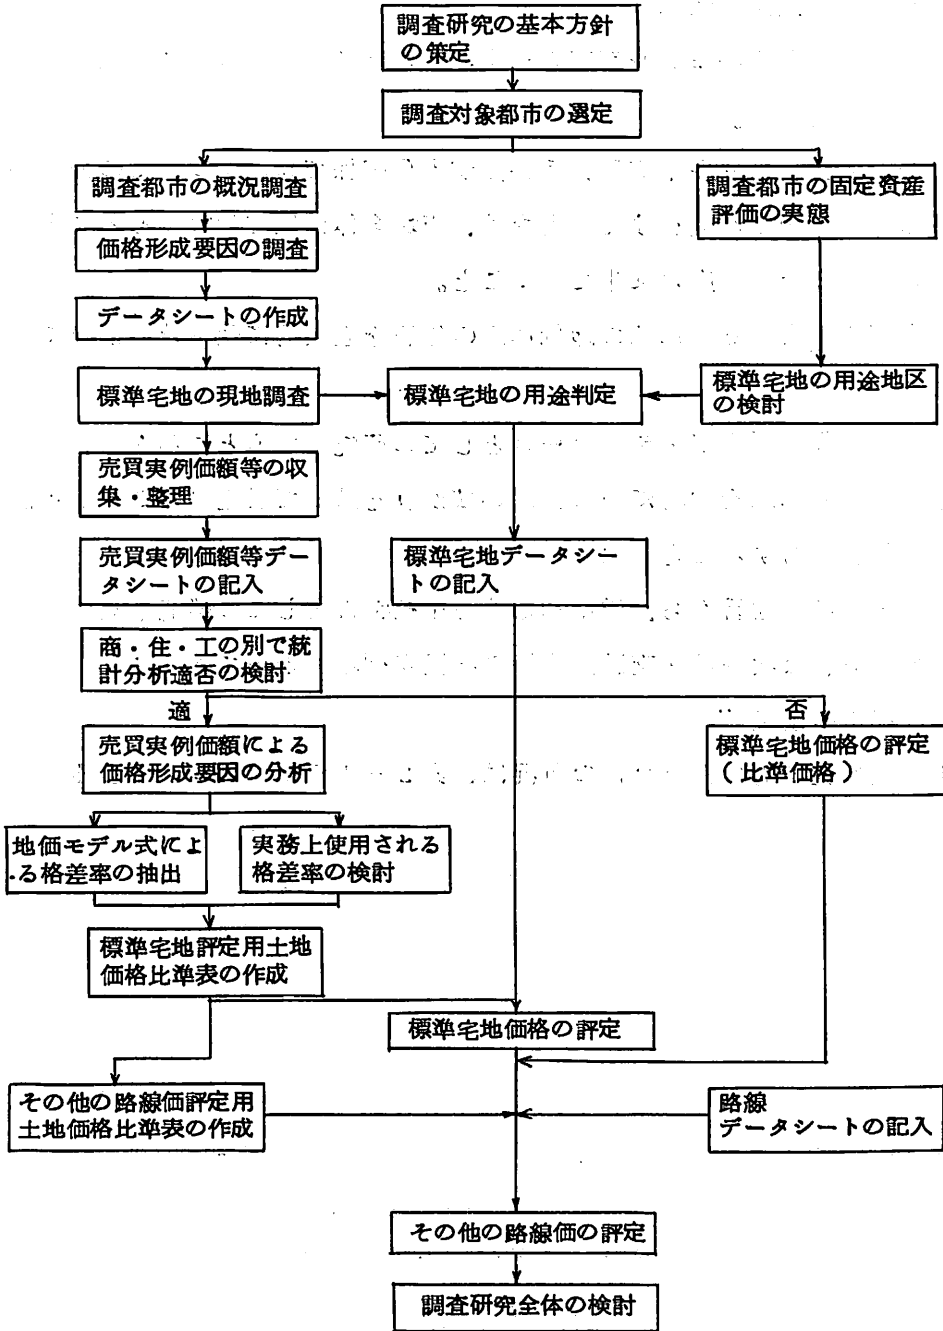 調査研究の基本方針
の策定
調査対象都市の選定
調査都市の概況調査
調査都市の固定資産
評価の実態
価格形成要因の調査
データシートの作成
標準宅地の現地調査
標準宅地の用途判定
標準宅地の用途地区
の検討
売買実例価額等の収
集・整理
売買実例価額等デー
タシートの記入
標準宅地データシー
トの記入
商・住・工の別で統
計分析適否の検討
適
否
売買実例価額による
価格形成要因の分析
標準宅地価格の評定
(比準価格)
地価モデル式によ
る格差率の抽出
実務上使用される
格差率の検討
標準宅地評定用土地
価格比準表の作成
標準宅地価格の評定
その他の路線価評定用
土地価格比準表の作成
路線
データシートの記入
その他の路線価の評定
調査研究全体の検討